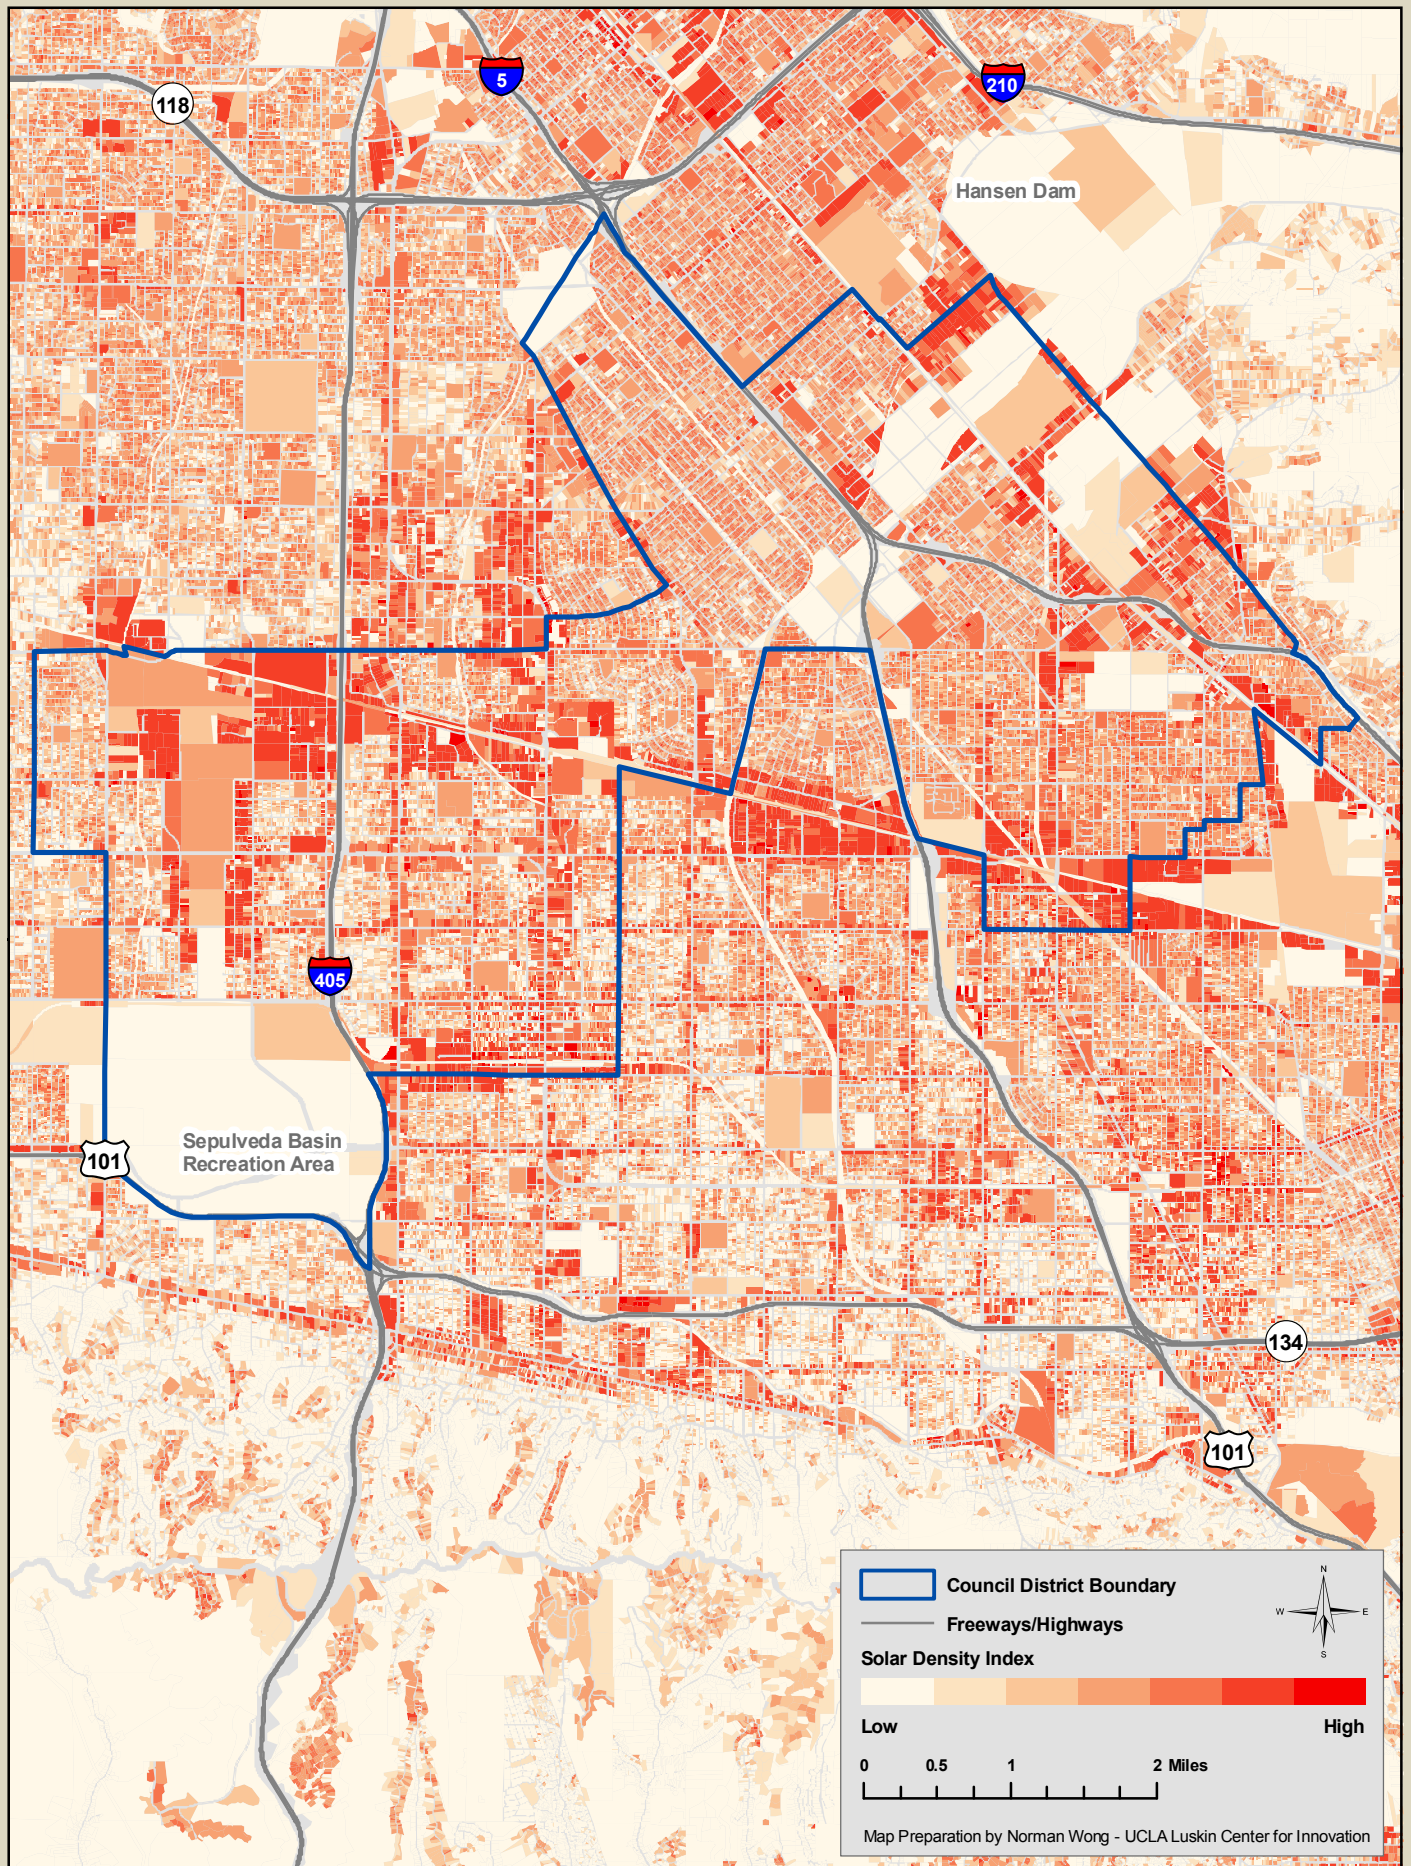 5
210
118
Hansen Dam
405
Sepulveda Basin
Recreation Area
101
134
101
Council District Boundary
Freeways/Highways
N
W
E
S
Solar Density Index
Low
High
0
0.5
1
2 Miles
Map Preparation by Norman Wong - UCLA Luskin Center for Innovation